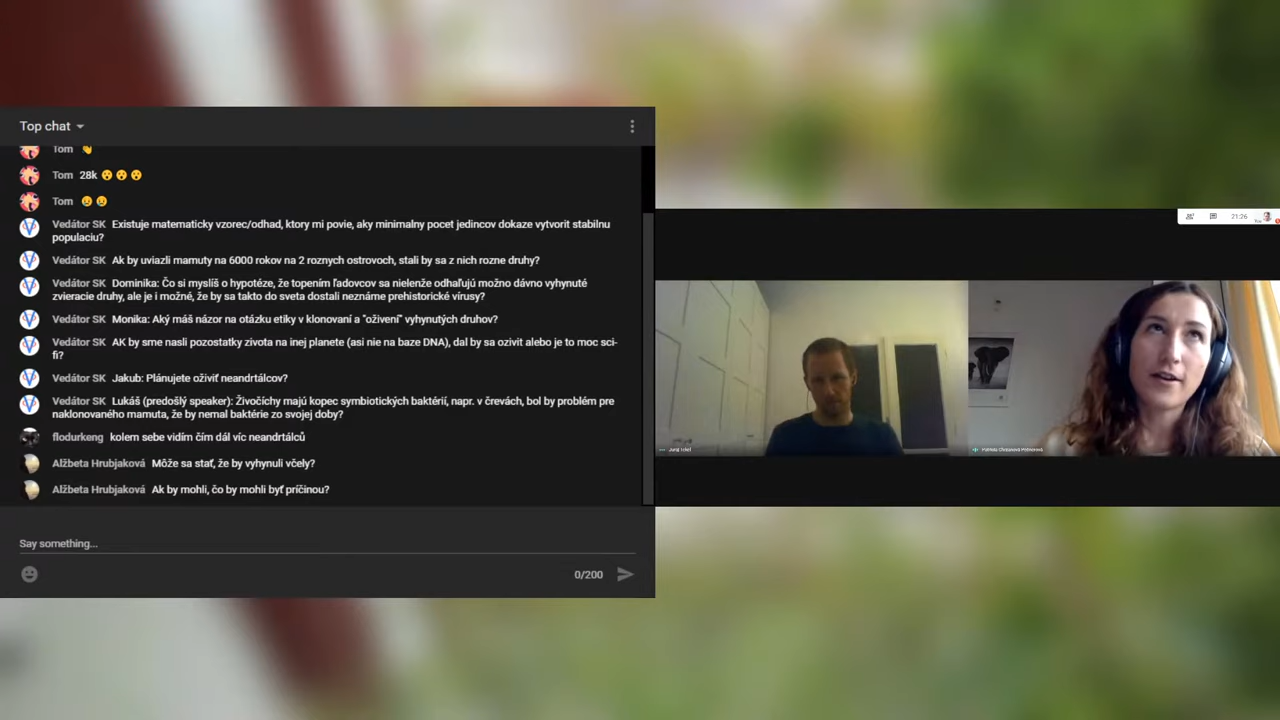 Top chat
Tom 👋
Tom 28k 😯😯😯
Tom 😢😢
Vedátor SK Existuje matematicky vzorec/odhad, ktory mi povie, aky minimalny pocet jedincov dokaze vytvorit stabilnu
populaciu?
Vedátor SK Ak by uviazli mamuty na 6000 rokov na 2 roznych ostrovoch, stali by sa z nich rozne druhy?
Vedátor SK Dominika: Čo si myslíš o hypotéze, že topením ľadovcov sa nielenže odhaľujú možno dávno vyhynuté
zvieracie druhy, ale je i možné, že by sa takto do sveta dostali neznáme prehistorické vírusy?
Vedátor SK Monika: Aký máš názor na otázku etiky v klonovaní a "oživení" vyhynutých druhov?
Vedátor SK AK by sme nasli pozostatky zivota na inej planete (asi nie na baze DNA), dal by sa ozivit alebo je to moc sci-
fi?
Vedátor SK Jakub: Plánujete oživiť neandrtálcov?
Vedátor SK Lukáš (predošlý speaker): Živočíchy majú kopec symbiotických baktérií, napr. v črevách, bol by problém pre
naklonovaného mamuta, že by nemal baktérie zo svojej doby?
flodurkeng kolem sebe vidím čím dál víc neandrtálců
Alžbeta Hrubjaková Môže sa stať, že by vyhynuli včely?
Alžbeta Hrubjaková Ak by mohli, čo by mohli byť príčinou?
Say something...
0/200
21:26